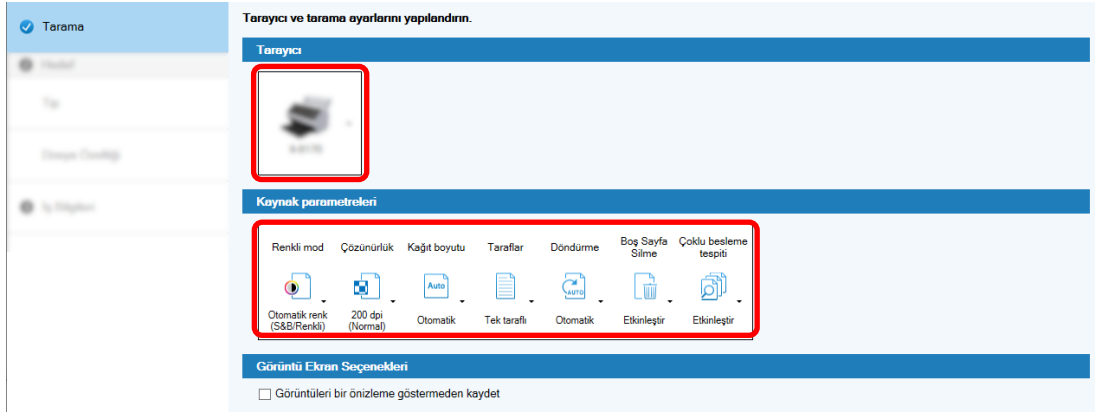 Tarama
Tarayıcı ve tarama ayarlarını yapılandırın.
Tarayıcı
Kaynak parametreleri
Renkli mod Çözünürlük Kağıt boyutu Taraflar Döndürme Boş Sayfa Silme Çoklu besleme tespiti
Auto AUTO
Otomatik renk (S&B/Renkli) 200 dpi (Normal) Otomatik Tek taraflı Otomatik Etkinleştir Etkinleştir
Görüntü Ekran Seçenekleri
Görüntüleri bir önizleme göstermeden kaydet